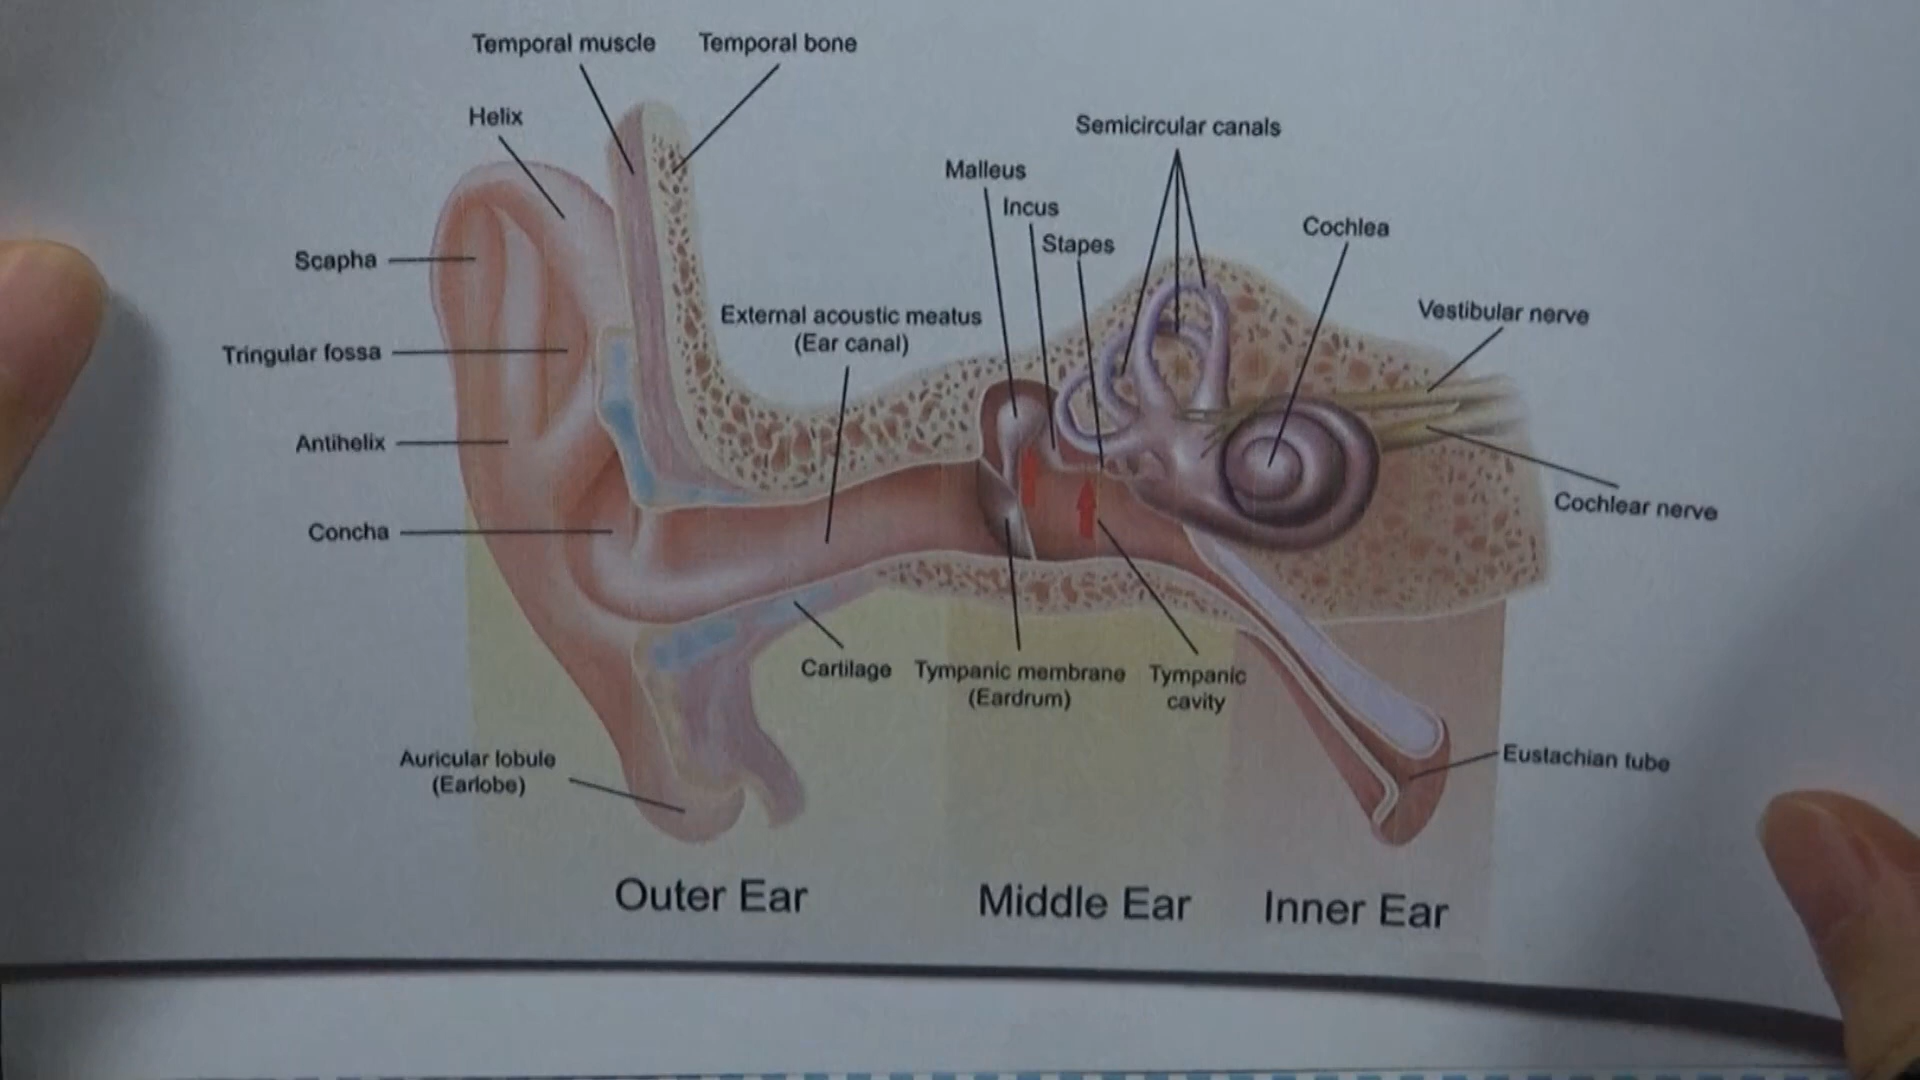 Temporal muscle
Temporal bone
Helix
Semicircular canals
Malleus
Incus
Stapes
Cochlea
Scapha
External acoustic meatus
(Ear canal)
Vestibular nerve
Tringular fossa
Antihelix
Cochlear nerve
Concha
Cartilage
Tympanic membrane
(Eardrum)
Tympanic
cavity
Auricular lobule
(Earlobe)
Eustachian tube
Outer Ear
Middle Ear
Inner Ear